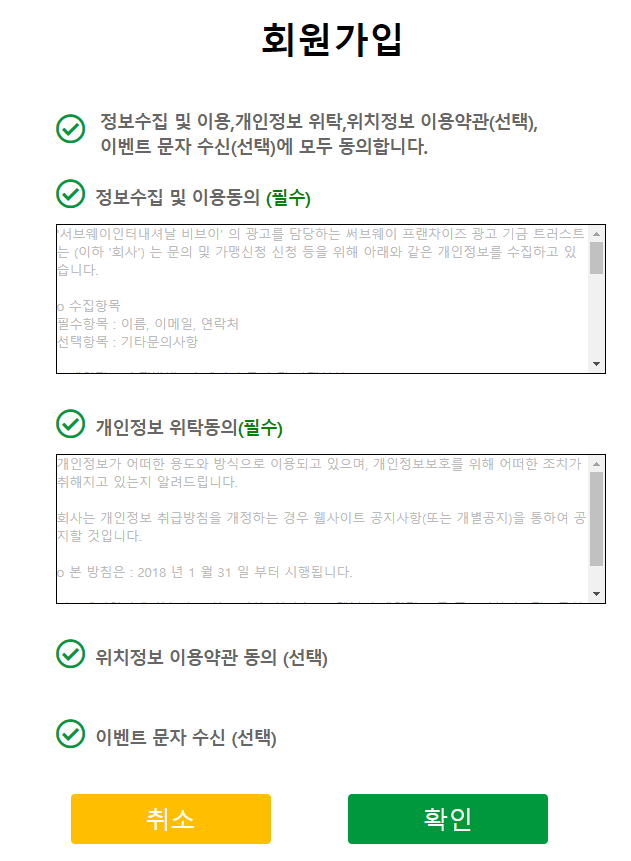 회원가입
정보수집 및 이용,개인정보 위탁,위치정보 이용약관(선택),
이벤트 문자 수신(선택)에 모두 동의합니다.
정보수집 및 이용동의 (필수)
'서브웨이인터내셔날 비브이' 의 광고를 담당하는 써브웨이 프랜차이즈 광고 기금 트러스트
는 (이하 '회사') 는 문의 및 가맹신청 신청 등을 위해 아래와 같은 개인정보를 수집하고 있
습니다.
o 수집항목
필수항목 : 이름, 이메일, 연락처
선택항목 : 기타문의사항
개인정보 위탁동의(필수)
개인정보가 어떠한 용도와 방식으로 이용되고 있으며, 개인정보보호를 위해 어떠한 조치가
취해지고 있는지 알려드립니다.
회사는 개인정보 취급방침을 개정하는 경우 웹사이트 공지사항(또는 개별공지)을 통하여 공
지할 것입니다.
o 본 방침은 : 2018 년 1 월 31 일 부터 시행됩니다.
위치정보 이용약관 동의 (선택)
이벤트 문자 수신 (선택)
취소 확인